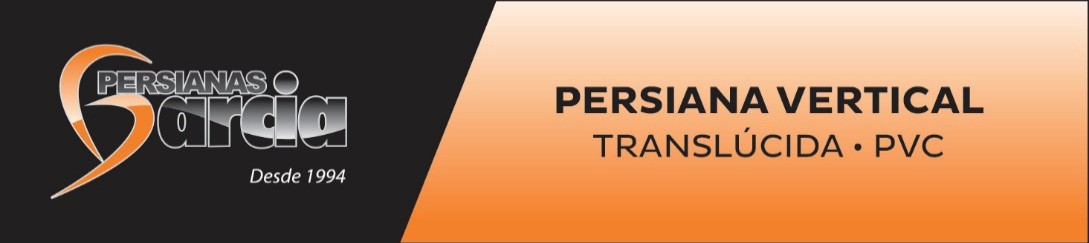 PERSIANAS
Garcia
Desde 1994
PERSIANA VERTICAL
TRANSLÚCIDA • PVC